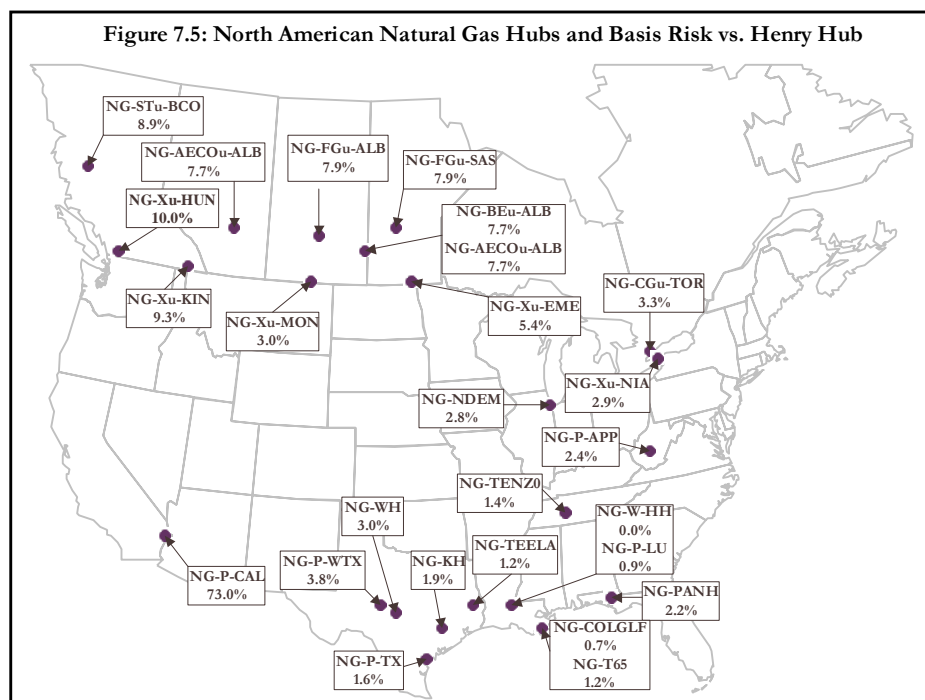 Figure 7.5: North American Natural Gas Hubs and Basis Risk vs. Henry Hub
NG-STu-BCO
8.9%
NG-AECOu-ALB
7.7%
NG-FGu-ALB
7.9%
NG-FGu-SAS
7.9%
NG-Xu-HUN
10.0%
NG-BEu-ALB
7.7%
NG-AECOu-ALB
7.7%
NG-CGu-TOR
3.3%
NG-Xu-KIN
9.3%
NG-Xu-MON
3.0%
NG-Xu-EME
5.4%
NG-Xu-NIA
2.9%
NG-NDEM
2.8%
NG-P-APP
2.4%
NG-TENZ0
1.4%
NG-WH
3.0%
NG-W-HH
0.0%
NG-P-LU
0.9%
NG-P-CAL
73.0%
NG-P-WTX
3.8%
NG-KH
1.9%
NG-TEELA
1.2%
NG-PANH
2.2%
NG-COLGLF
0.7%
NG-T65
1.2%
NG-P-TX
1.6%